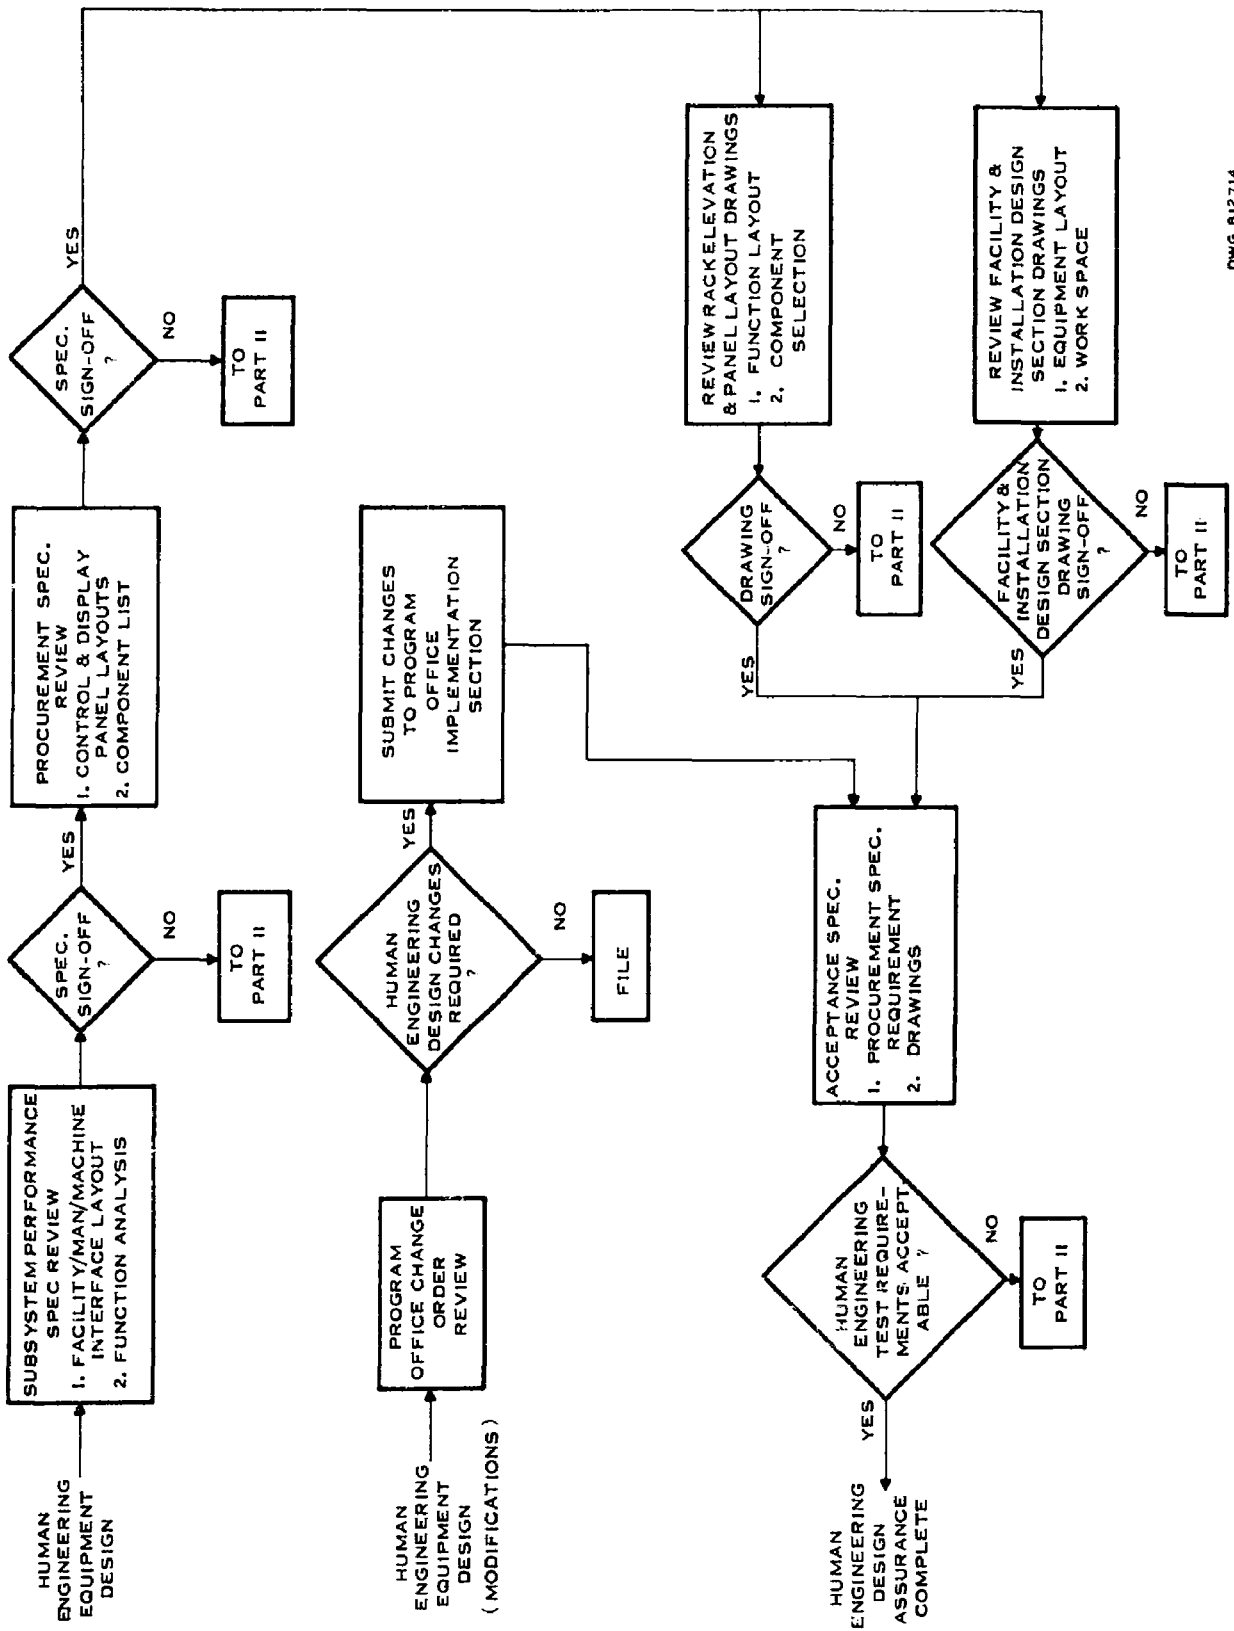 HUMAN
ENGINEERING
EQUIPMENT
DESIGN
SUBSYSTEM PERFORMANCE
SPEC REVIEW
1. FACILITY/MAN/MACHINE
INTERFACE LAYOUT
2. FUNCTION ANALYSIS
SPEC.
SIGN-OFF
?
YES
NO
TO
PART II
PROCUREMENT SPEC.
REVIEW
1. CONTROL & DISPLAY
PANEL LAYOUTS
2. COMPONENT LIST
SPEC.
SIGN-OFF
?
YES
NO
TO
PART II
HUMAN
ENGINEERING
EQUIPMENT
DESIGN
(MODIFICATIONS)
PROGRAM
OFFICE CHANGE
ORDER
REVIEW
HUMAN
ENGINEERING
DESIGN CHANGES
REQUIRED
?
YES
NO
FILE
SUBMIT CHANGES
TO PROGRAM
OFFICE
IMPLEMENTATION
SECTION
REVIEW RACK ELEVATION
& PANEL LAYOUT DRAWINGS
1. FUNCTION LAYOUT
2. COMPONENT
SELECTION
DRAWING
SIGN-OFF
?
YES
NO
TO
PART II
REVIEW FACILITY &
INSTALLATION DESIGN
SECTION DRAWINGS
1. EQUIPMENT LAYOUT
2. WORK SPACE
FACILITY &
INSTALLATION
DESIGN SECTION
DRAWING
SIGN-OFF
?
YES
NO
TO
PART II
ACCEPTANCE SPEC.
REVIEW
1. PROCUREMENT SPEC.
REQUIREMENT
2. DRAWINGS
HUMAN
ENGINEERING
TEST REQUIRE-
MENTS ACCEPT
ABLE ?
YES
NO
TO
PART II
HUMAN
ENGINEERING
DESIGN
ASSURANCE
COMPLETE
DWG 812714